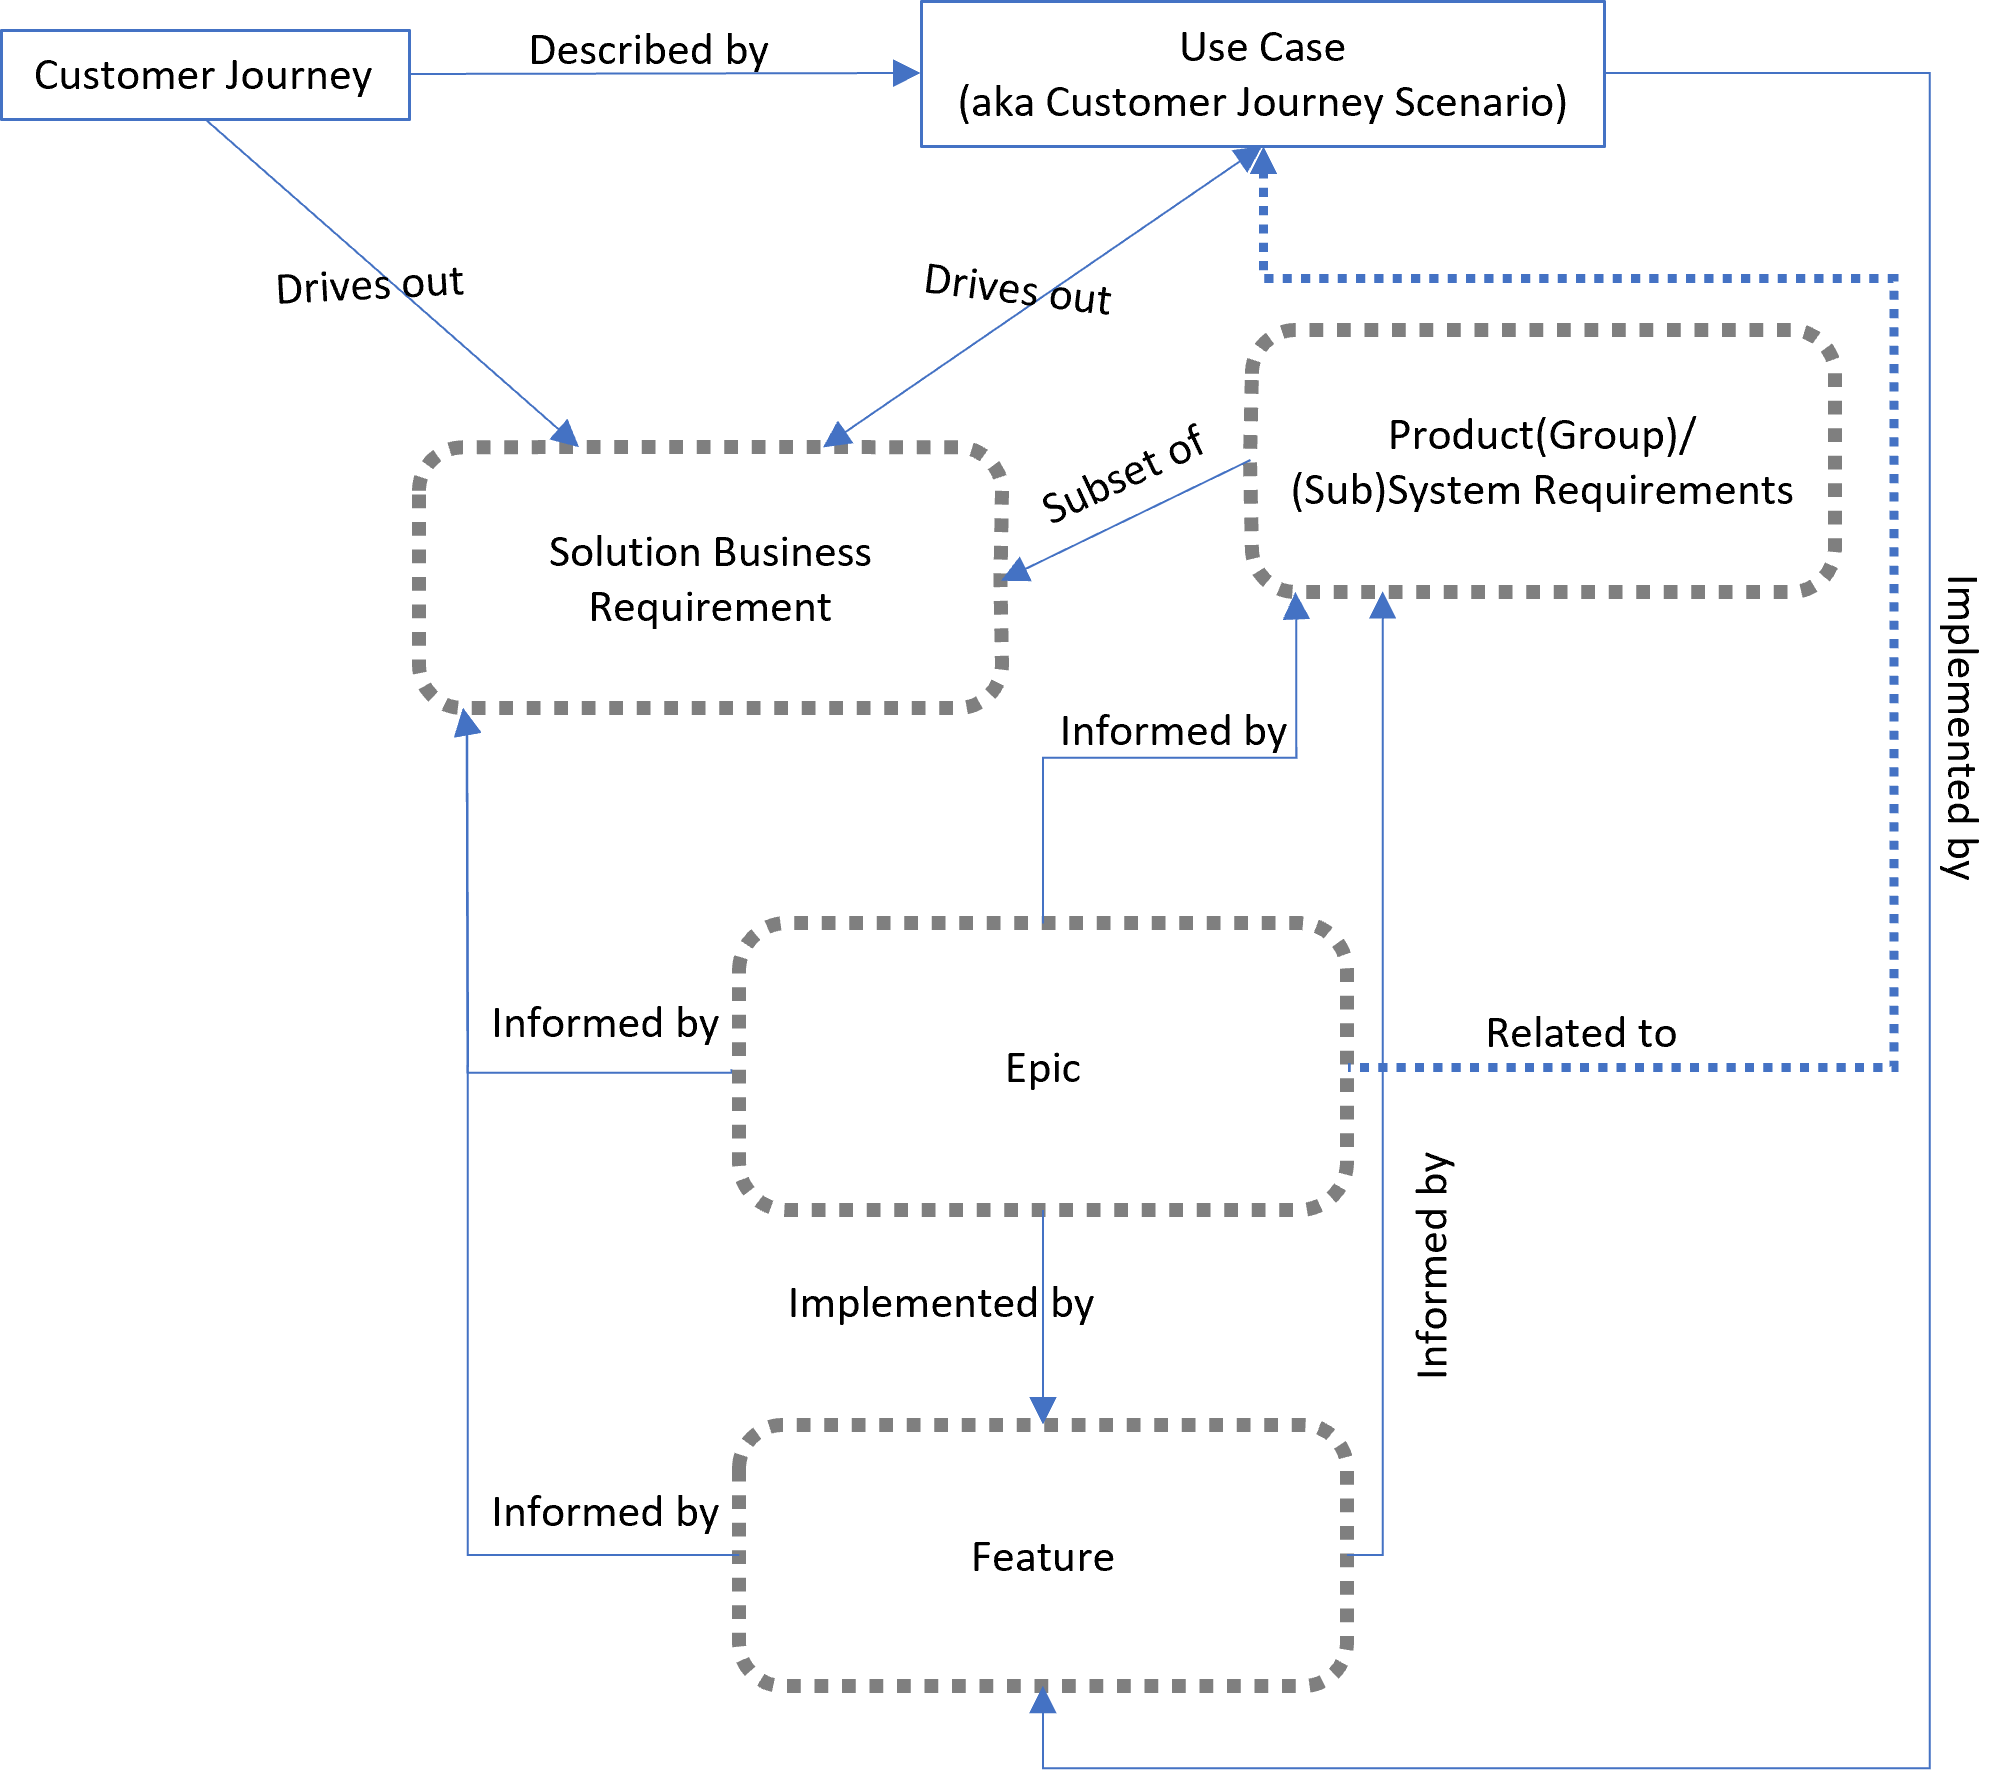 Customer Journey
Described by
Use Case
(aka Customer Journey Scenario)
Drives out
Drives out
Product(Group)/
(Sub)System Requirements
Subset of
Solution Business
Requirement
Implemented by
Informed by
Informed by
Epic
Related to
Informed by
Implemented by
Informed by
Feature